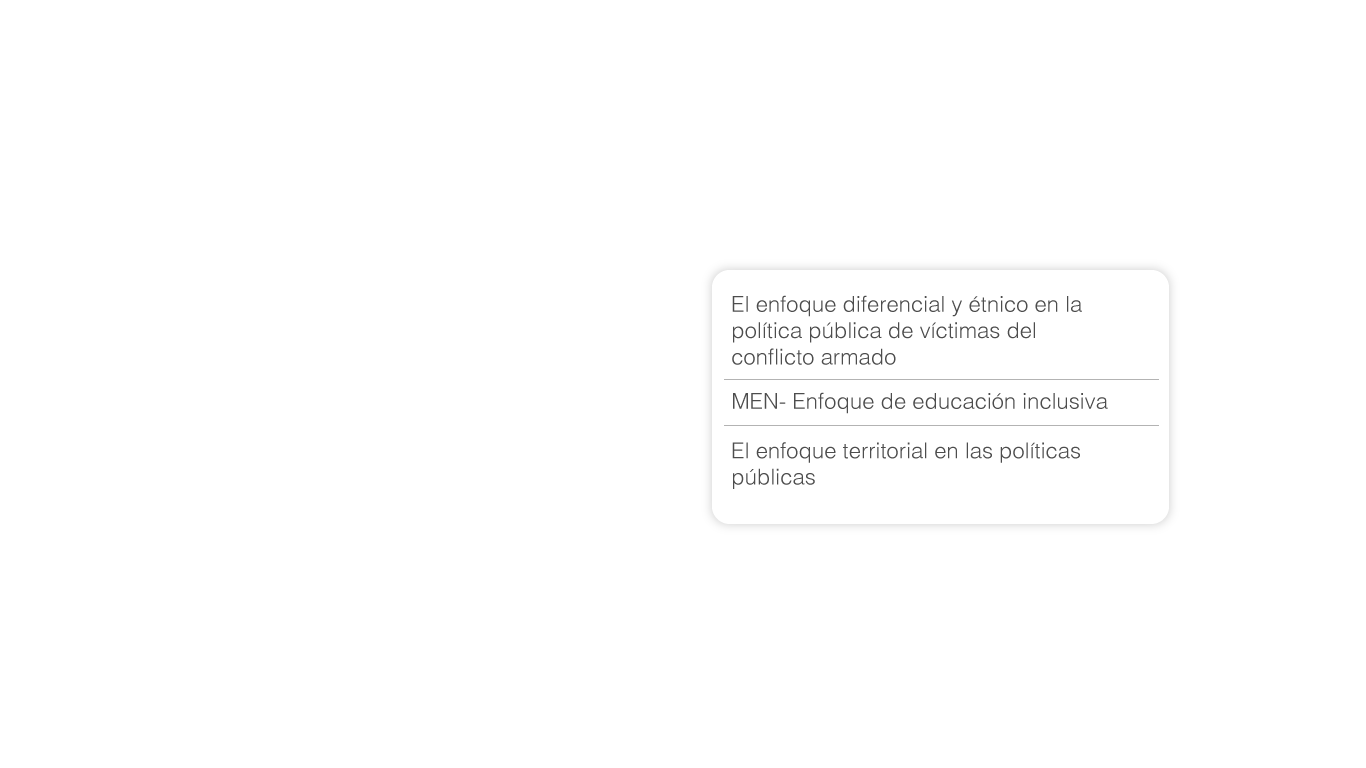 El enfoque diferencial y étnico en la
política pública de víctimas del
conflicto armado
MEN- Enfoque de educación inclusiva
El enfoque territorial en las políticas
públicas